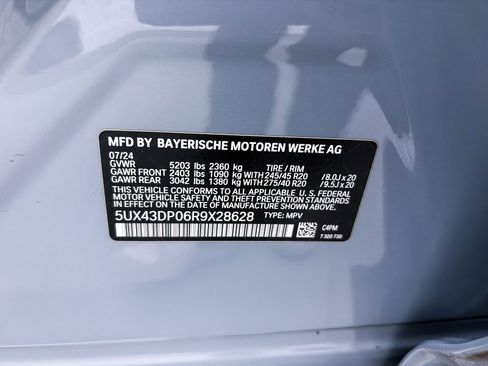 MFD BY BAYERISCHE MOTOREN WERKE AG
07/24
GVWR 5203 lbs 2360 kg TIRE / RIM
GAWR FRONT 2403 lbs 1090 kg 245/45 R20 /8.0J x 20
GAWR REAR 3042 lbs 1380 kg 275/40 R20 /9.5J x 20
THIS VEHICLE CONFORMS TO ALL APPLICABLE U. S. FEDERAL
MOTOR VEHICLE SAFETY AND THEFT PREVENTION
STANDARDS IN EFFECT ON THE DATE OF MANUFACTURE
SHOWN ABOVE.
5UX43DP06R9X28628 TYPE: MPV
C4PM
7 320 730